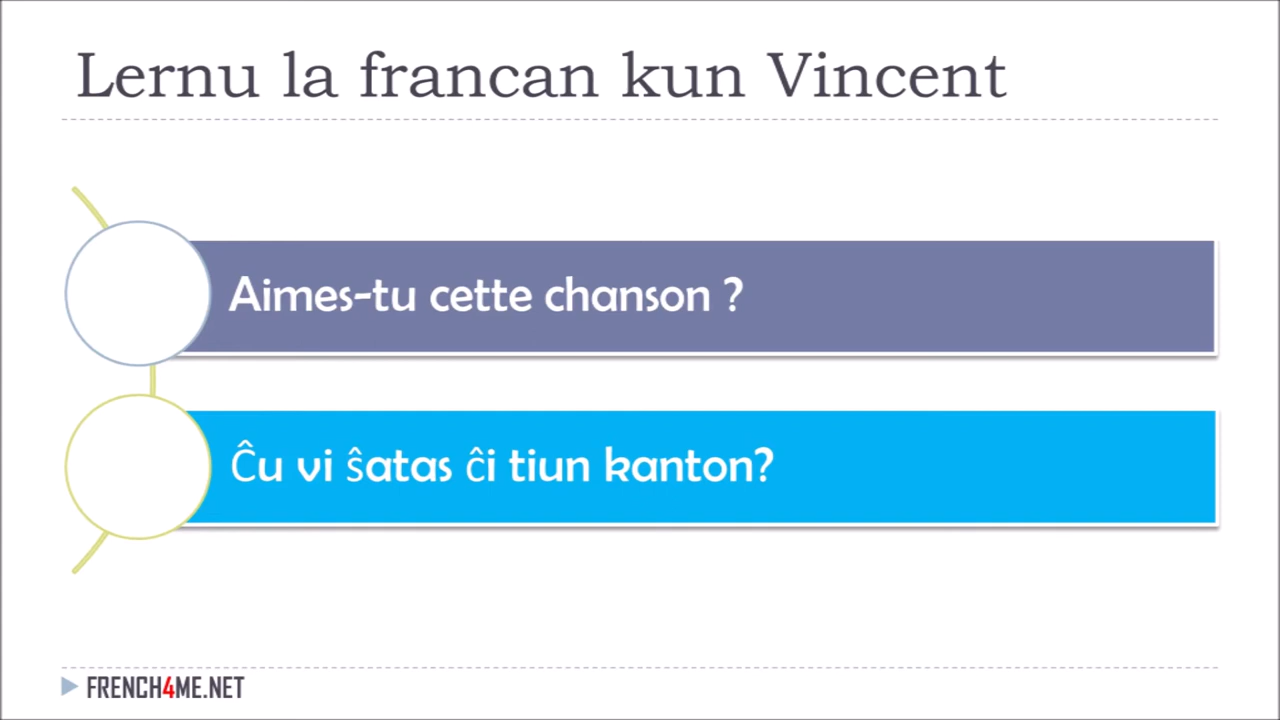 Lernu la francan kun Vincent
Aimes-tu cette chanson ?
Ĉu vi ŝatas ĉi tiun kanton?
FRENCH4ME.NET